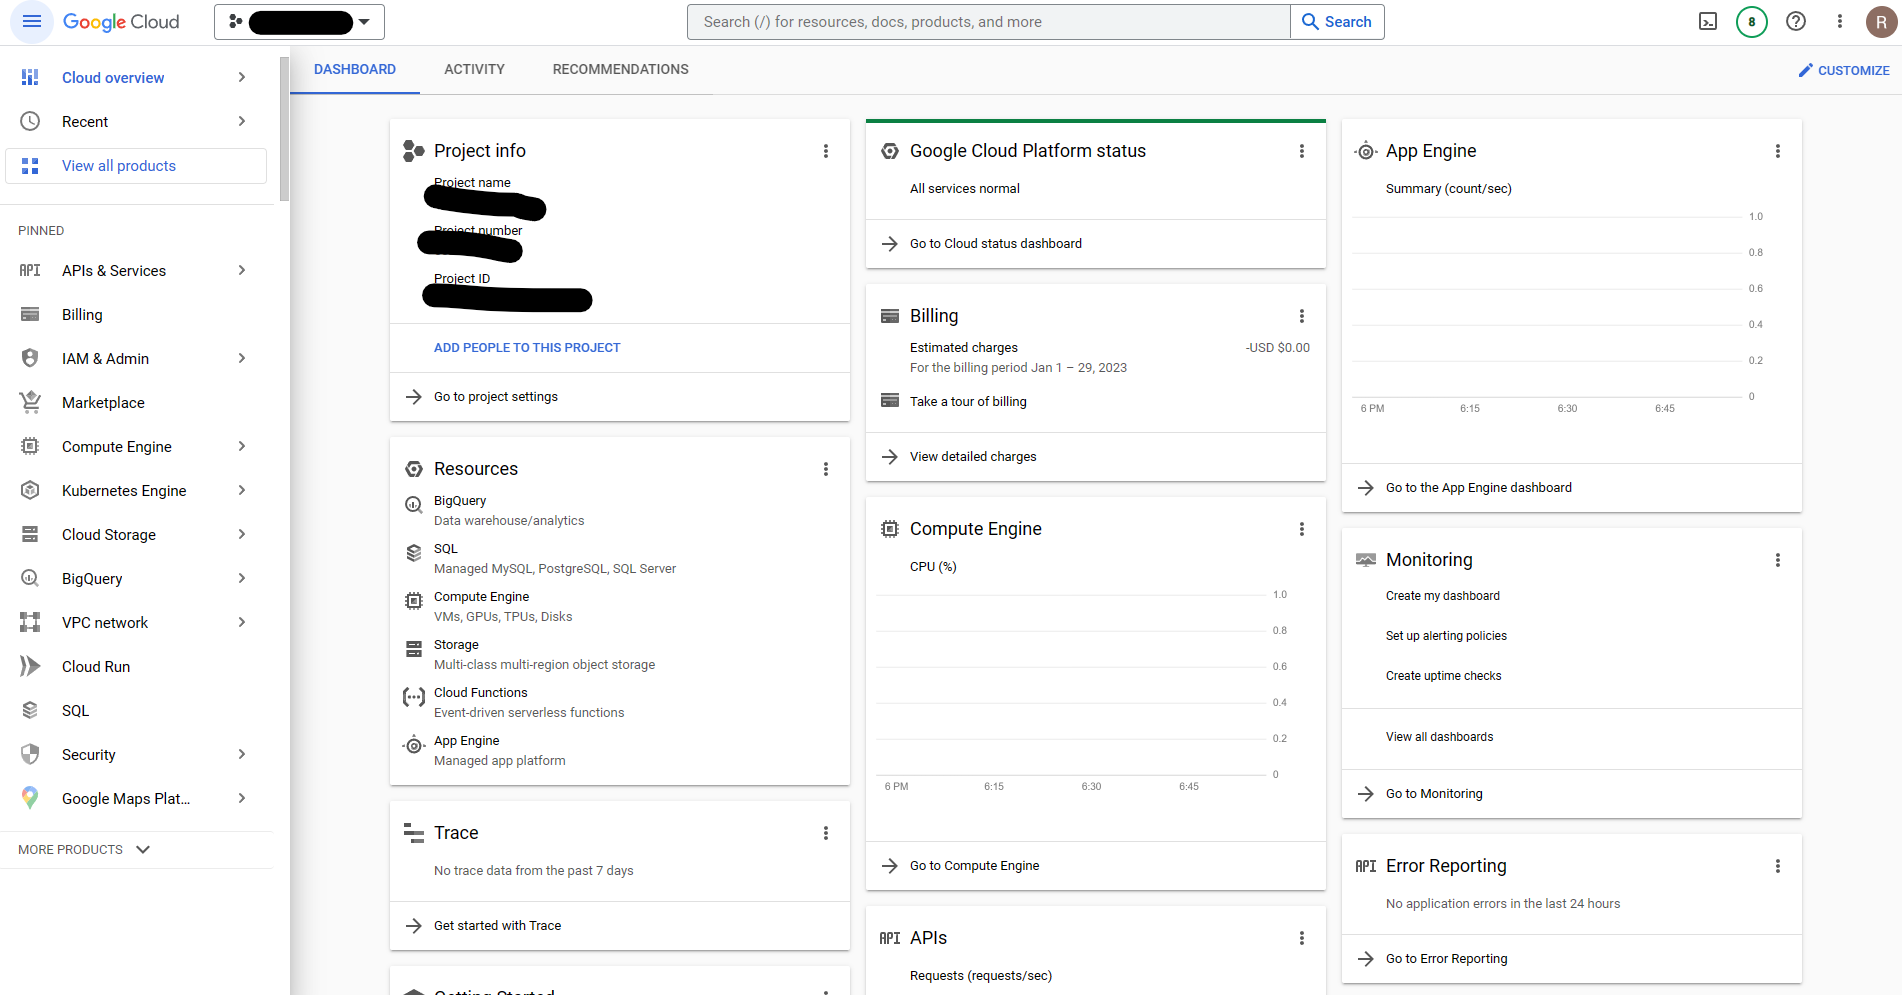 Google Cloud
Search (/) for resources, docs, products, and more
Search
8
R
Cloud overview
Recent
View all products
PINNED
API APIs & Services
Billing
IAM & Admin
Marketplace
Compute Engine
Kubernetes Engine
Cloud Storage
BigQuery
VPC network
Cloud Run
SQL
Security
Google Maps Plat...
MORE PRODUCTS
DASHBOARD
ACTIVITY
RECOMMENDATIONS
CUSTOMIZE
Project info
Project name
Project number
Project ID
ADD PEOPLE TO THIS PROJECT
Go to project settings
Resources
BigQuery
Data warehouse/analytics
SQL
Managed MySQL, PostgreSQL, SQL Server
Compute Engine
VMs, GPUs, TPUs, Disks
Storage
Multi-class multi-region object storage
Cloud Functions
Event-driven serverless functions
App Engine
Managed app platform
Trace
No trace data from the past 7 days
Get started with Trace
Getting Started
Google Cloud Platform status
All services normal
Go to Cloud status dashboard
Billing
Estimated charges -USD $0.00
For the billing period Jan 1 – 29, 2023
Take a tour of billing
View detailed charges
Compute Engine
CPU (%)
1.0
0.8
0.6
0.4
0.2
0
6 PM 6:15 6:30 6:45
Go to Compute Engine
API APIs
Requests (requests/sec)
App Engine
Summary (count/sec)
1.0
0.8
0.6
0.4
0.2
0
6 PM 6:15 6:30 6:45
Go to the App Engine dashboard
Monitoring
Create my dashboard
Set up alerting policies
Create uptime checks
View all dashboards
Go to Monitoring
API Error Reporting
No application errors in the last 24 hours
Go to Error Reporting